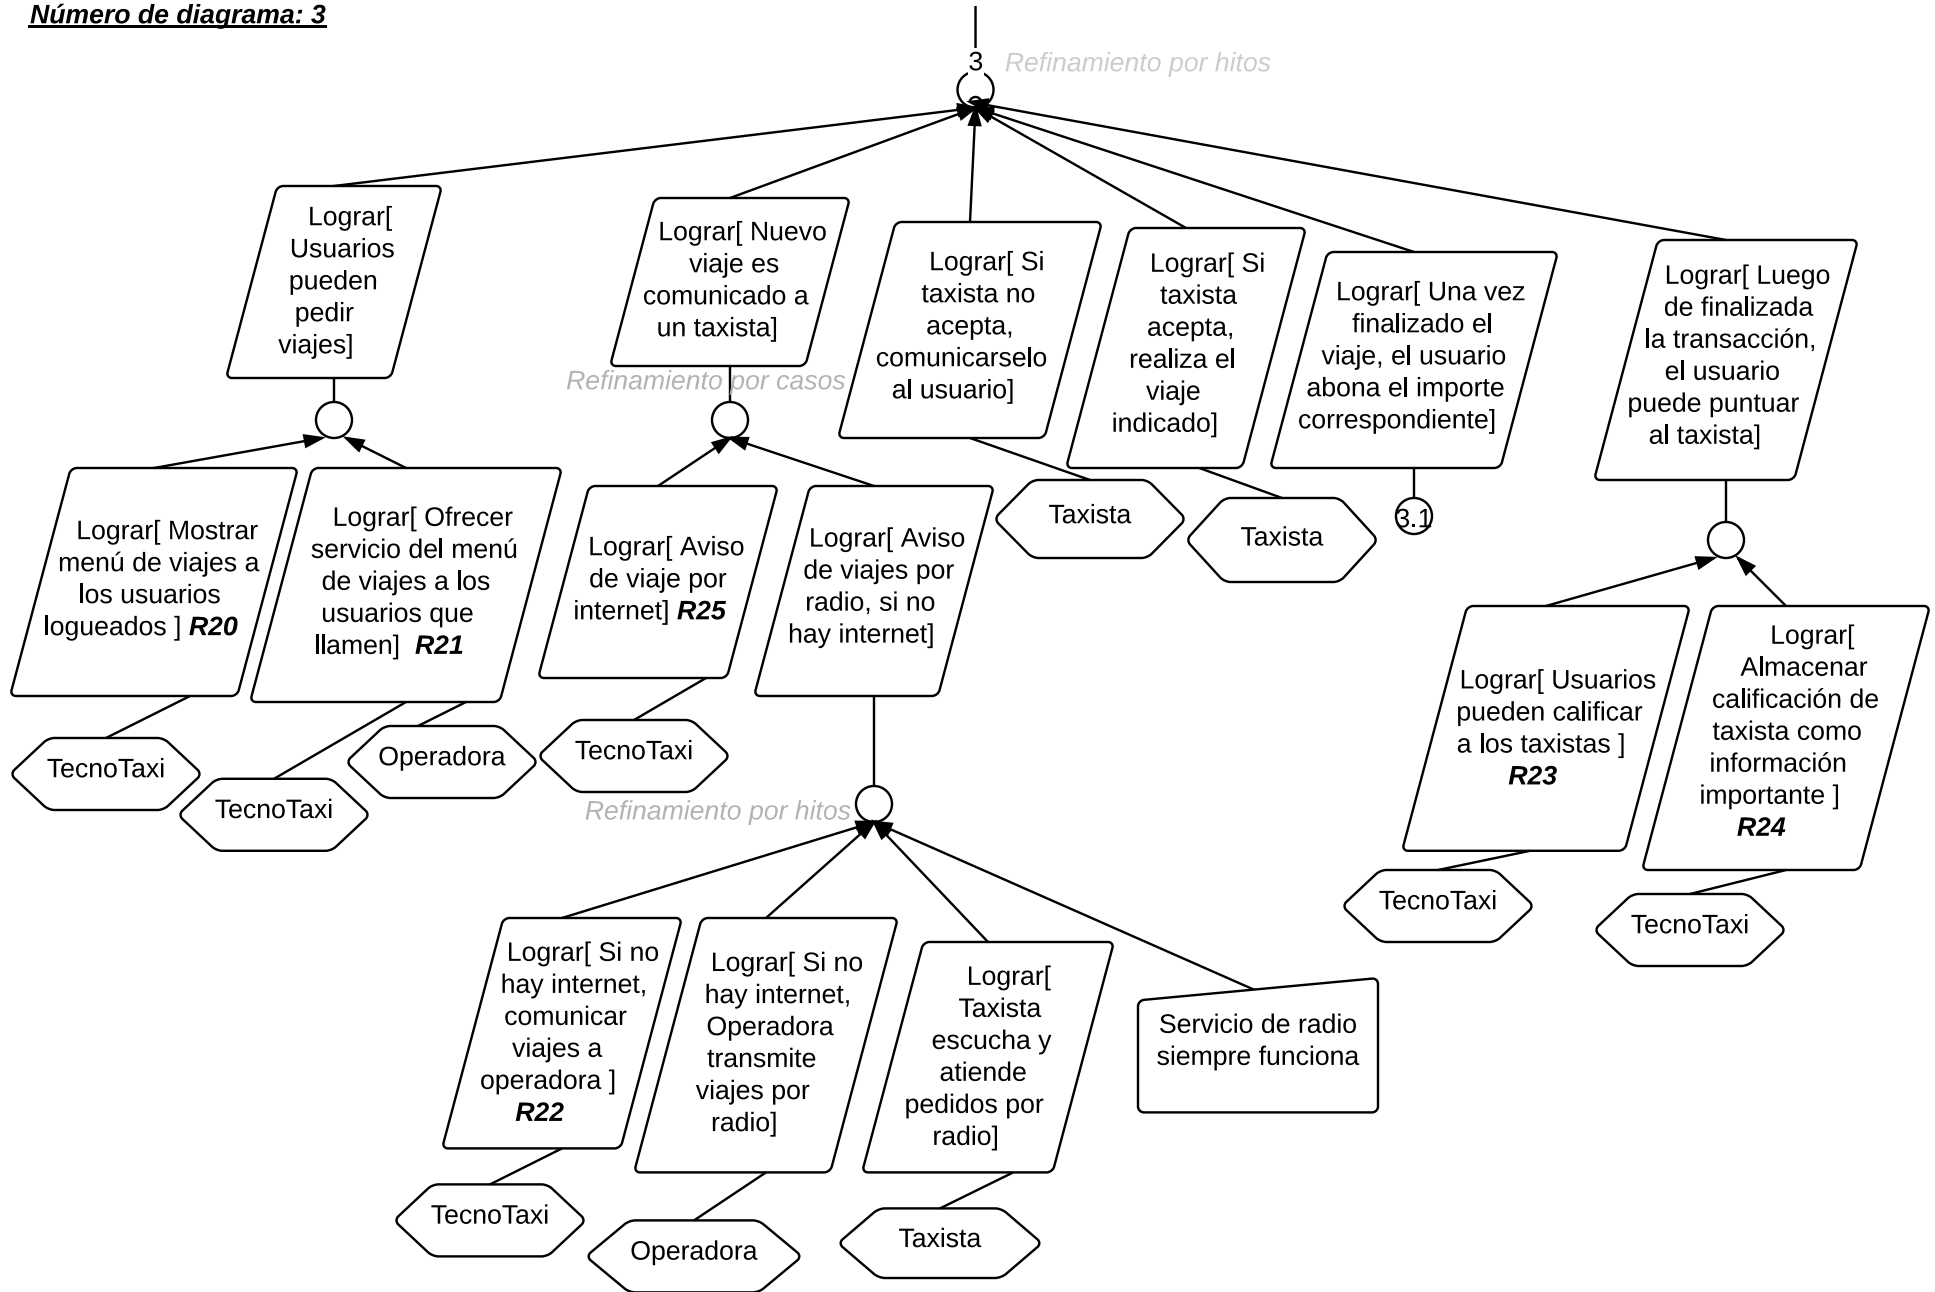 Número de diagrama: 3
3
Refinamiento por hitos
Lograr[
Usuarios
pueden
pedir
viajes]
Lograr[ Nuevo
viaje es
comunicado a
un taxista]
Lograr[ Si
taxista no
acepta,
comunicarselo
al usuario]
Lograr[ Si
taxista
acepta,
realiza el
viaje
indicado]
Lograr[ Una vez
finalizado el
viaje, el usuario
abona el importe
correspondiente]
Lograr[ Luego
de finalizada
la transacción,
el usuario
puede puntuar
al taxista]
Refinamiento por casos
Lograr[ Mostrar
menú de viajes a
los usuarios
logueados ] R20
Lograr[ Ofrecer
servicio del menú
de viajes a los
usuarios que
llamen] R21
Lograr[ Aviso
de viaje por
internet] R25
Lograr[ Aviso
de viajes por
radio, si no
hay internet]
Taxista
Taxista
3.1
Lograr[ Usuarios
pueden calificar
a los taxistas ]
R23
Lograr[
Almacenar
calificación de
taxista como
información
importante ]
R24
TecnoTaxi
TecnoTaxi
Operadora
TecnoTaxi
Refinamiento por hitos
TecnoTaxi
TecnoTaxi
Lograr[ Si no
hay internet,
comunicar
viajes a
operadora ]
R22
Lograr[ Si no
hay internet,
Operadora
transmite
viajes por
radio]
Lograr[
Taxista
escucha y
atiende
pedidos por
radio]
Servicio de radio
siempre funciona
TecnoTaxi
Operadora
Taxista